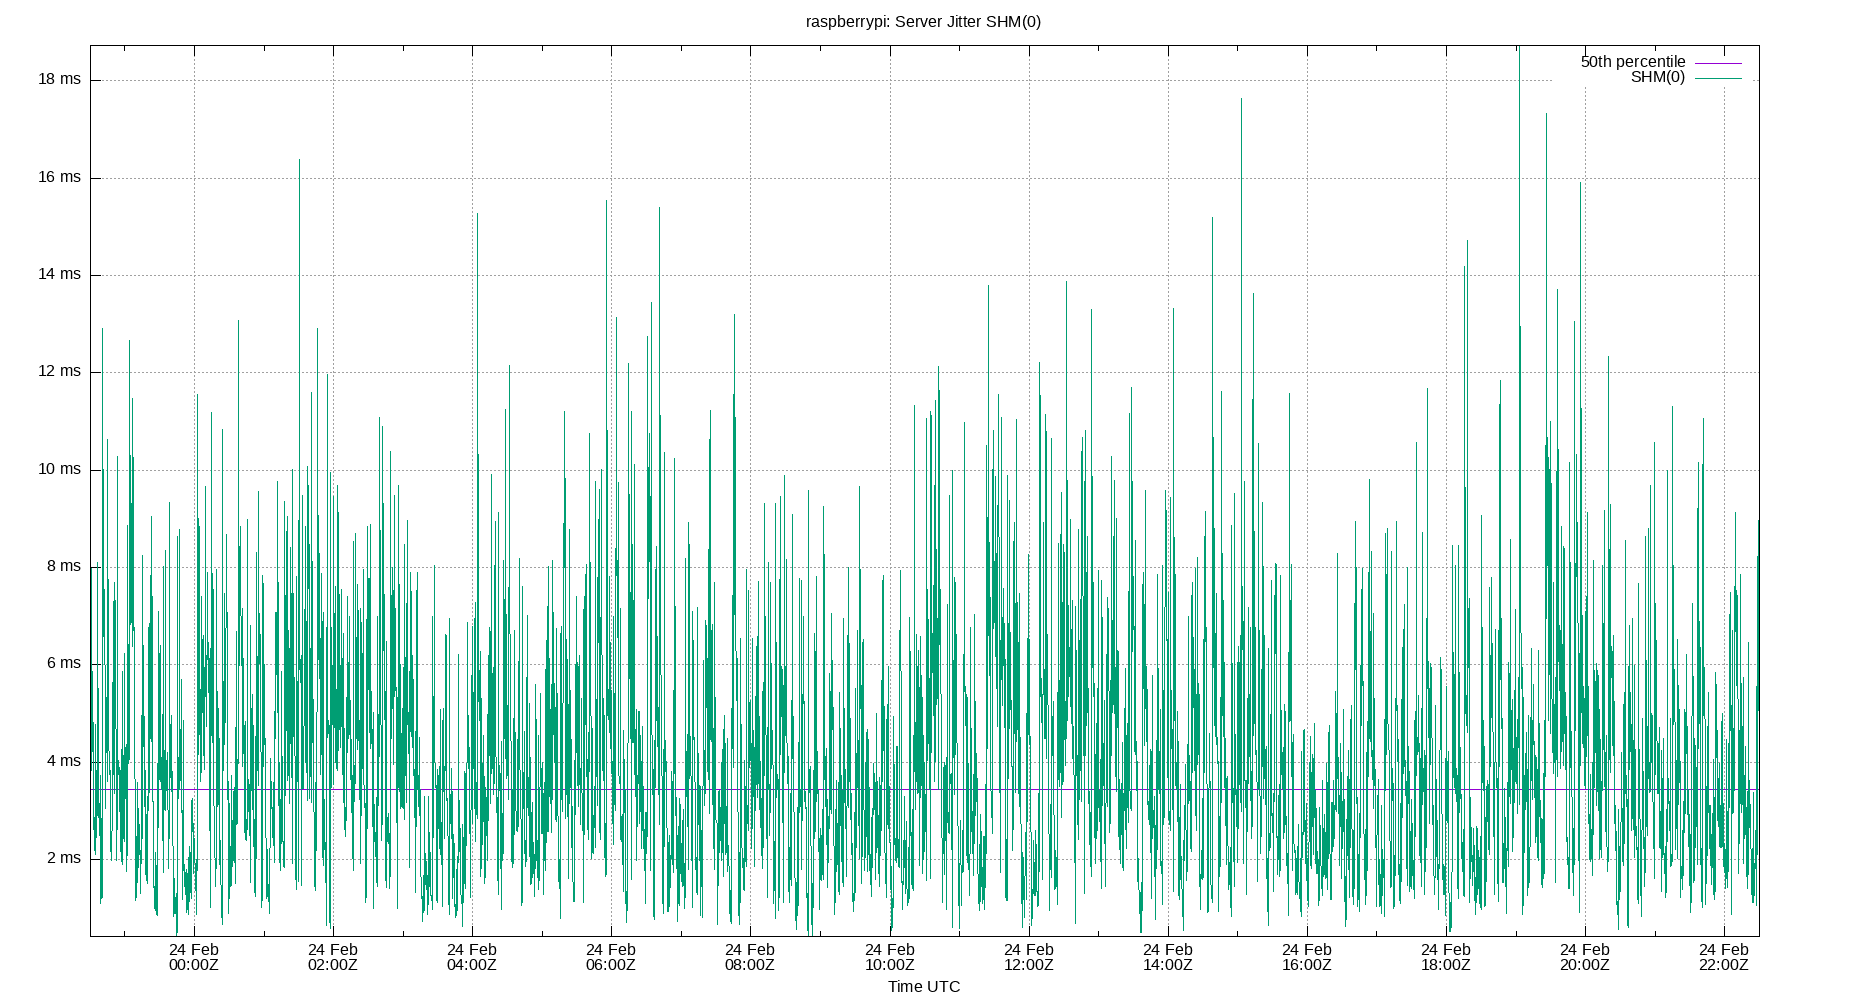 raspberrypi: Server Jitter SHM(0)
50th percentile
SHM(0)
18 ms
16 ms
14 ms
12 ms
10 ms
8 ms
6 ms
4 ms
2 ms
24 Feb 24 Feb 24 Feb 24 Feb 24 Feb 24 Feb 24 Feb 24 Feb 24 Feb 24 Feb 24 Feb 24 Feb
00:00Z 02:00Z 04:00Z 06:00Z 08:00Z 10:00Z 12:00Z 14:00Z 16:00Z 18:00Z 20:00Z 22:00Z
Time UTC